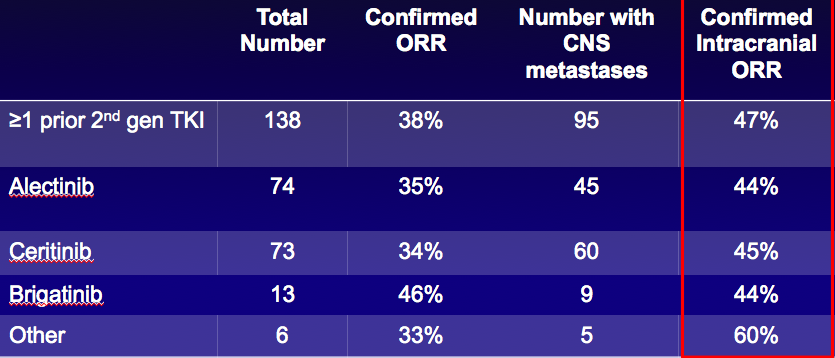 Total Number Confirmed ORR Number with CNS metastases Confirmed Intracranial ORR
≥1 prior 2nd gen TKI 138 38% 95 47%
Alectinib 74 35% 45 44%
Ceritinib 73 34% 60 45%
Brigatinib 13 46% 9 44%
Other 6 33% 5 60%